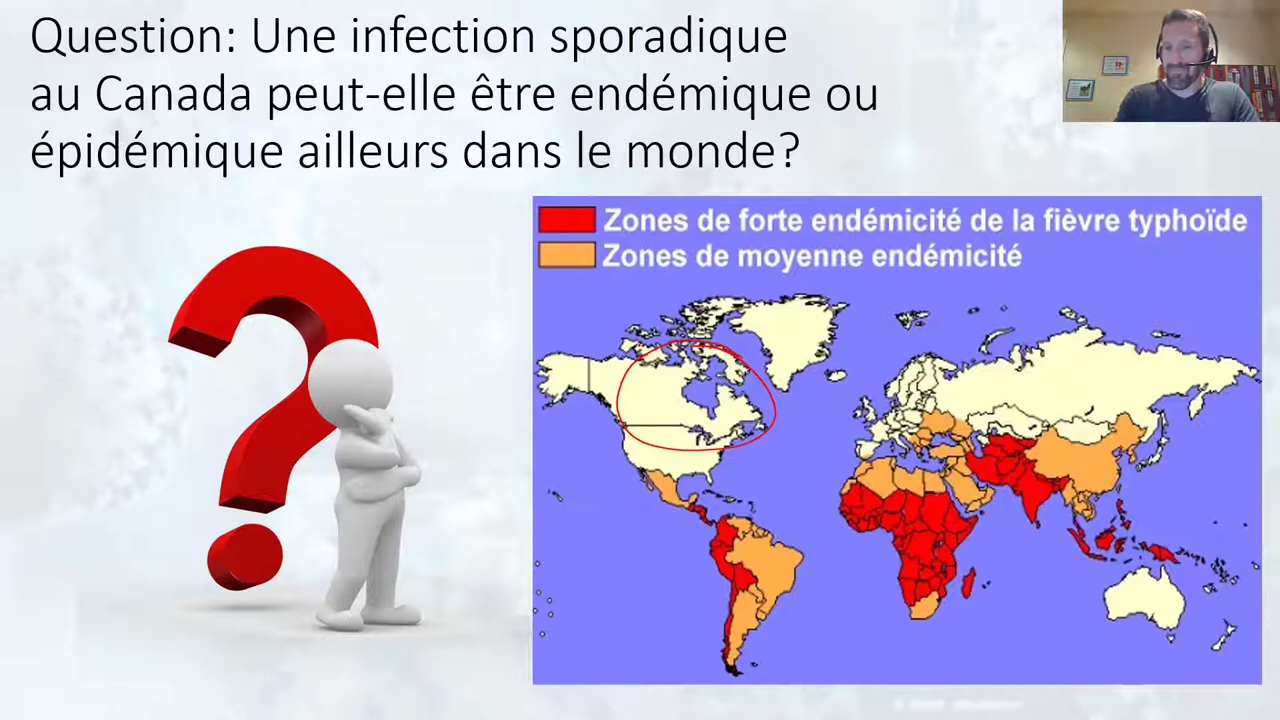 Question: Une infection sporadique
au Canada peut-elle être endémique ou
épidémique ailleurs dans le monde?
Zones de forte endémicité de la fièvre typhoïde
Zones de moyenne endémicité